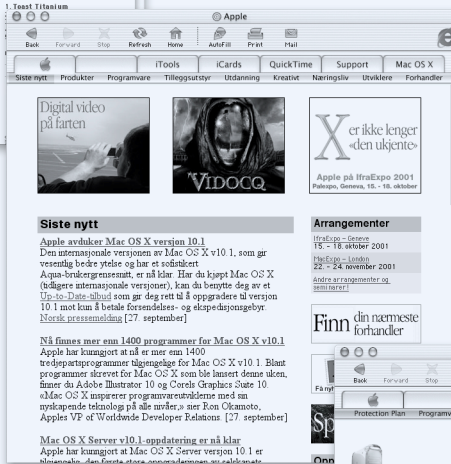 1. Toast Titanium
Apple
Back Forward Stop Refresh Home AutoFill Print Mail
iTools iCards QuickTime Support Mac OS X
Siste nytt Produkter Programvare Tilleggsutstyr Utdanning Kreativt Næringsliv Utviklere Forhandler
Digital video
på farten
VIDOCQ
X er ikke lenger
«den ukjente»
Apple på IfraExpo 2001
Palexpo, Geneva, 15. - 18. oktober
Siste nytt
Apple avduker Mac OS X versjon 10.1
Den internasjonale versjonen av Mac OS X v10.1, som gir
vesentlig bedre ytelse og har et sofistikert
Aqua-brukergrensesnitt, er nå klar. Har du kjøpt Mac OS X
(tidligere internasjonale versjoner), kan du benytte deg av et
Up-to-Date-tilbud som gir deg rett til å oppgradere til versjon
10.1 mot kun å betale forsendelses- og ekspedisjonsgebyr.
Norsk pressemelding [27. september]
Nå finnes mer enn 1400 programmer for Mac OS X v10.1
Apple har kunngjort at nå er mer enn 1400
tredjepartsprogrammer tilgjengelige for Mac OS X v10.1. Blant
programmer skrevet for Mac OS X som ble lansert denne uken,
finner du Adobe Illustrator 10 og Corels Graphics Suite 10.
«Mac OS X inspirerer programvareutviklerne med sin
nyskapende teknologi på alle nivåer,» sier Ron Okamoto,
Apples VP of Worldwide Developer Relations. [27. september]
Mac OS X Server v10.1-oppdatering er nå klar
Apple har kunngjort at Mac OS X Server versjon 10.1 er
tilgjengelig, den første store oppgraderingen av selskapets
Arrangementer
IfraExpo – Geneve
15. - 18. oktober 2001
MacExpo – London
22. - 24. november 2001
Andre arrangementer og
seminarer!
Finn din nærmeste
forhandler
Få nyh
Sp
Opp
Back Forward Stop
Protection Plan Programv